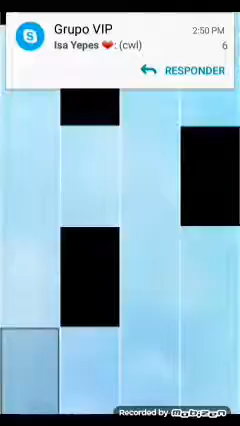 Grupo VIP
2:50 PM
Isa Yepes ❤: (cwl)
6
RESPONDER
Recorded by mobizen